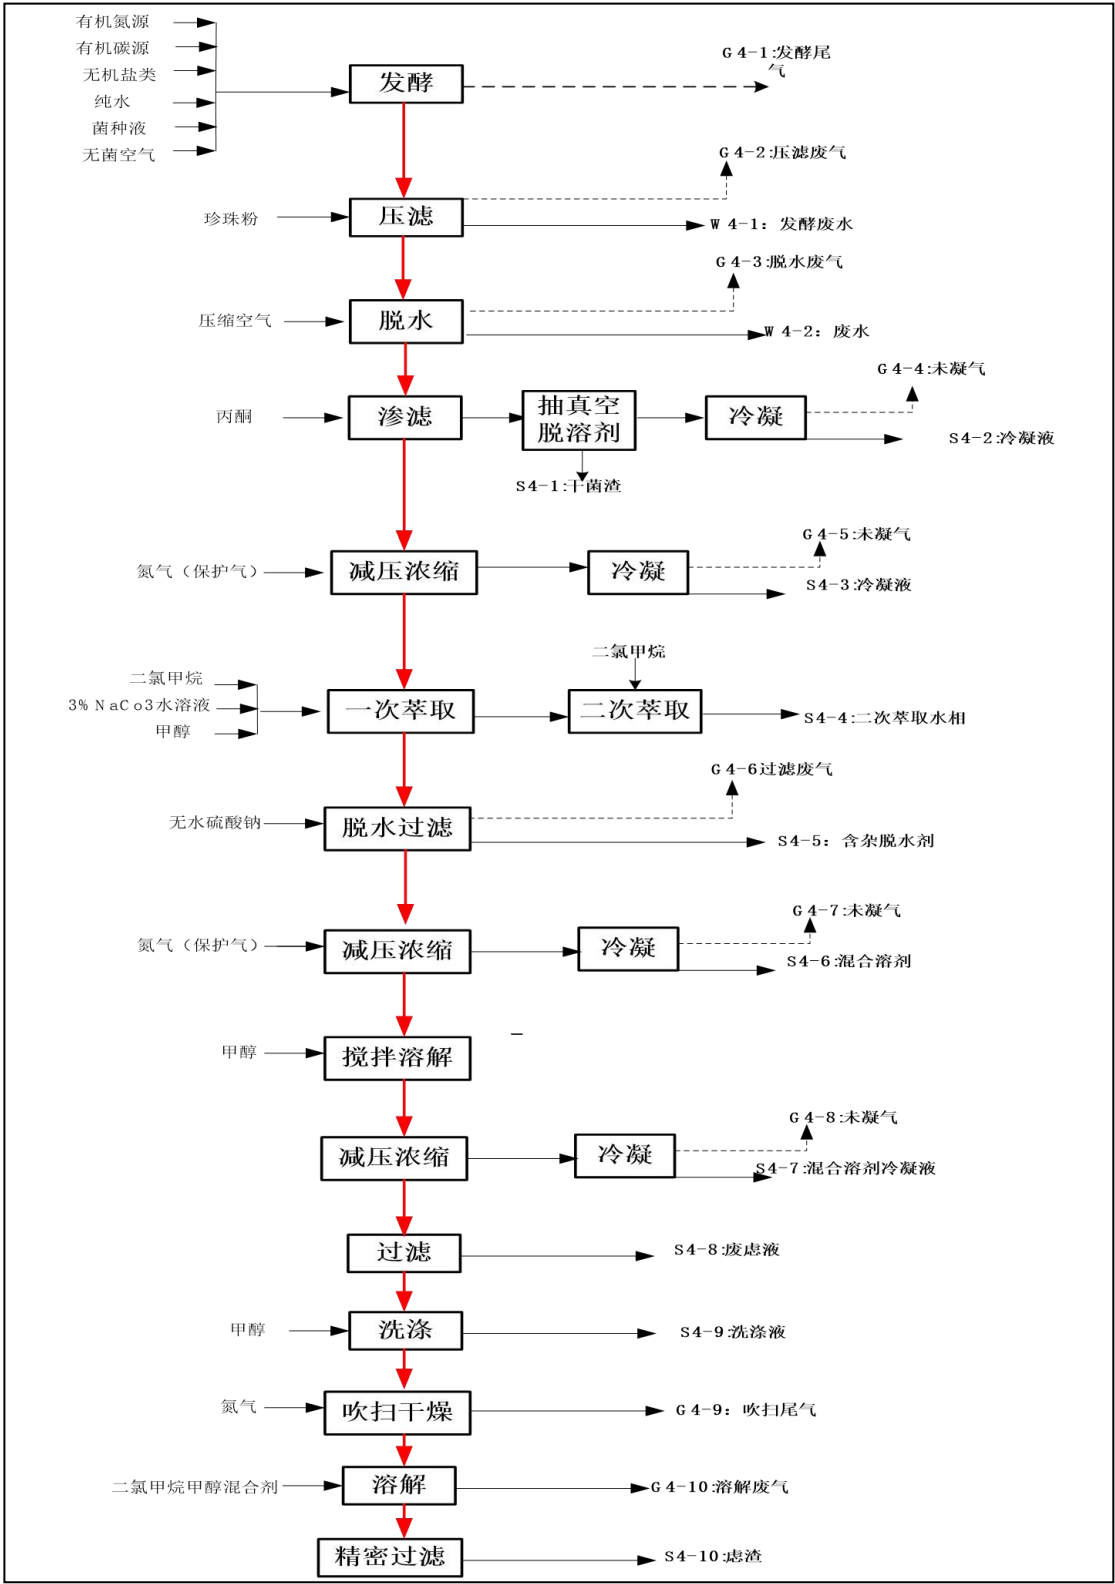 有机氮源
有机碳源
无机盐类
纯水
菌种液
无菌空气
发酵
G4-1:发酵尾
气
G4-2:压滤废气
珍珠粉
压滤
W4-1：发酵废水
G4-3:脱水废气
压缩空气
脱水
W4-2：废水
G4-4:未凝气
丙酮
渗滤
抽真空
脱溶剂
冷凝
S4-2:冷凝液
S4-1:干菌渣
G4-5:未凝气
氮气（保护气）
减压浓缩
冷凝
S4-3:冷凝液
二氯甲烷
二氯甲烷
3%NaCo3水溶液
甲醇
一次萃取
二次萃取
S4-4:二次萃取水相
G4-6过滤废气
无水硫酸钠
脱水过滤
S4-5：含杂脱水剂
G4-7:未凝气
氮气（保护气）
减压浓缩
冷凝
S4-6:混合溶剂
甲醇
搅拌溶解
G4-8:未凝气
减压浓缩
冷凝
S4-7:混合溶剂冷凝液
过滤
S4-8:废虑液
甲醇
洗涤
S4-9:洗涤液
氮气
吹扫干燥
G4-9：吹扫尾气
二氯甲烷甲醇混合剂
溶解
G4-10:溶解废气
精密过滤
S4-10:虑渣